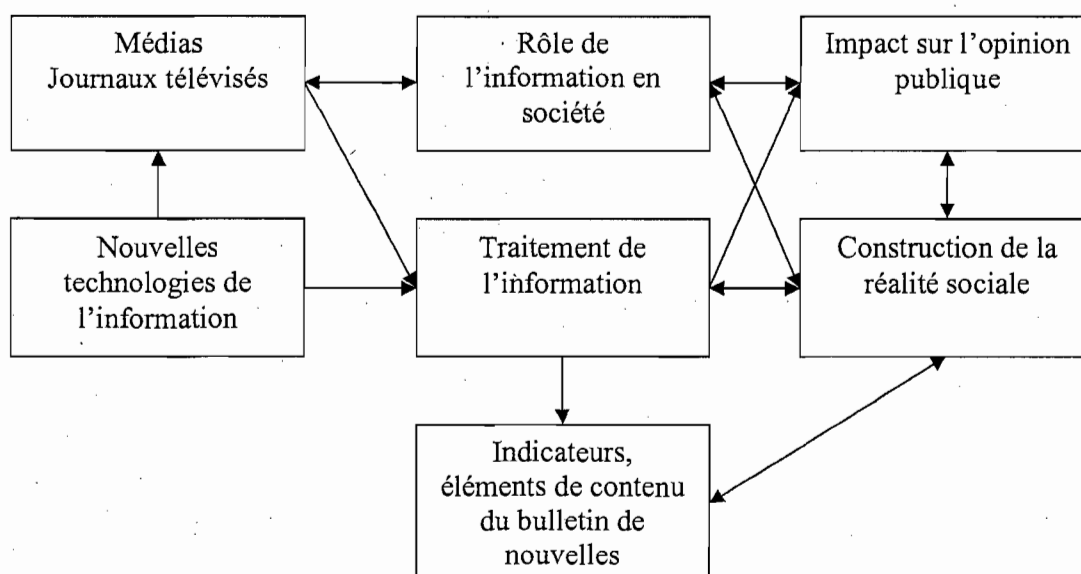 Médias
Journaux télévisés
Rôle de
l'information en
société
Impact sur l'opinion
publique
Nouvelles
technologies de
l'information
Traitement de
l'information
Construction de la
réalité sociale
Indicateurs,
éléments de contenu
du bulletin de
nouvelles